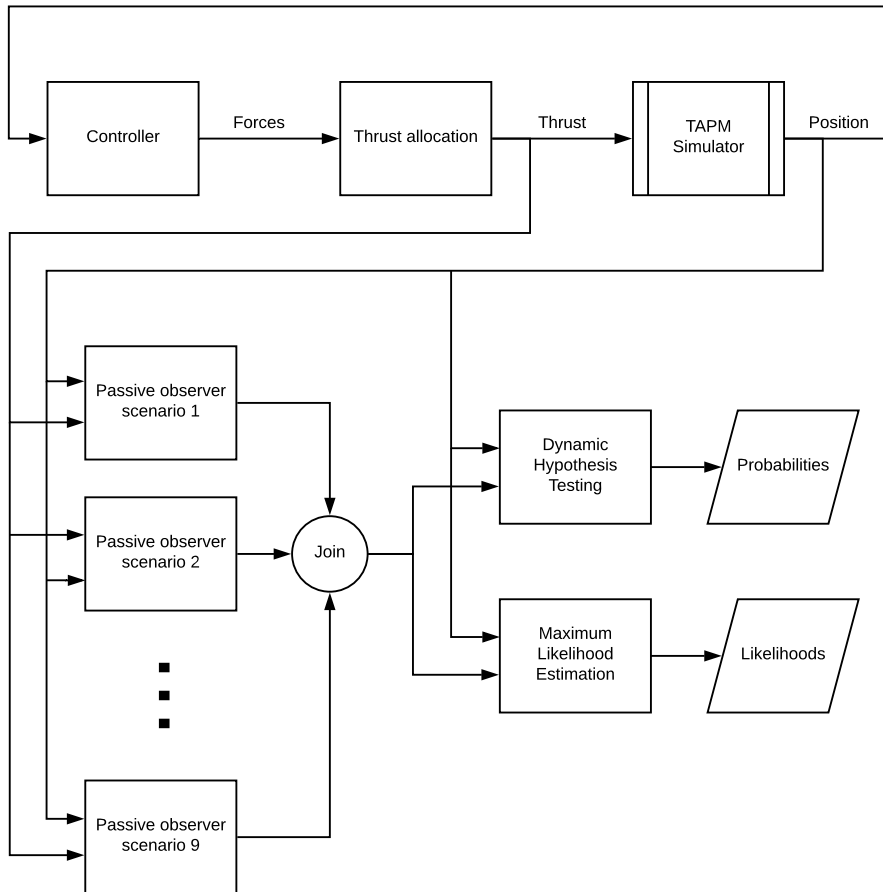 Controller
Forces
Thrust allocation
Thrust
TAPM
Simulator
Position
Passive observer
scenario 1
Passive observer
scenario 2
Passive observer
scenario 9
Join
Dynamic
Hypothesis
Testing
Probabilities
Maximum
Likelihood
Estimation
Likelihoods